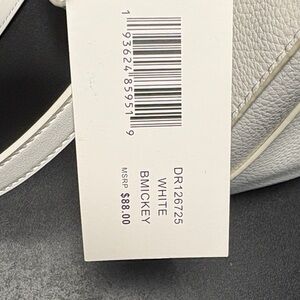 1 93624 85951 9
DR126725
WHITE
BMICKEY
MSRP $88.00